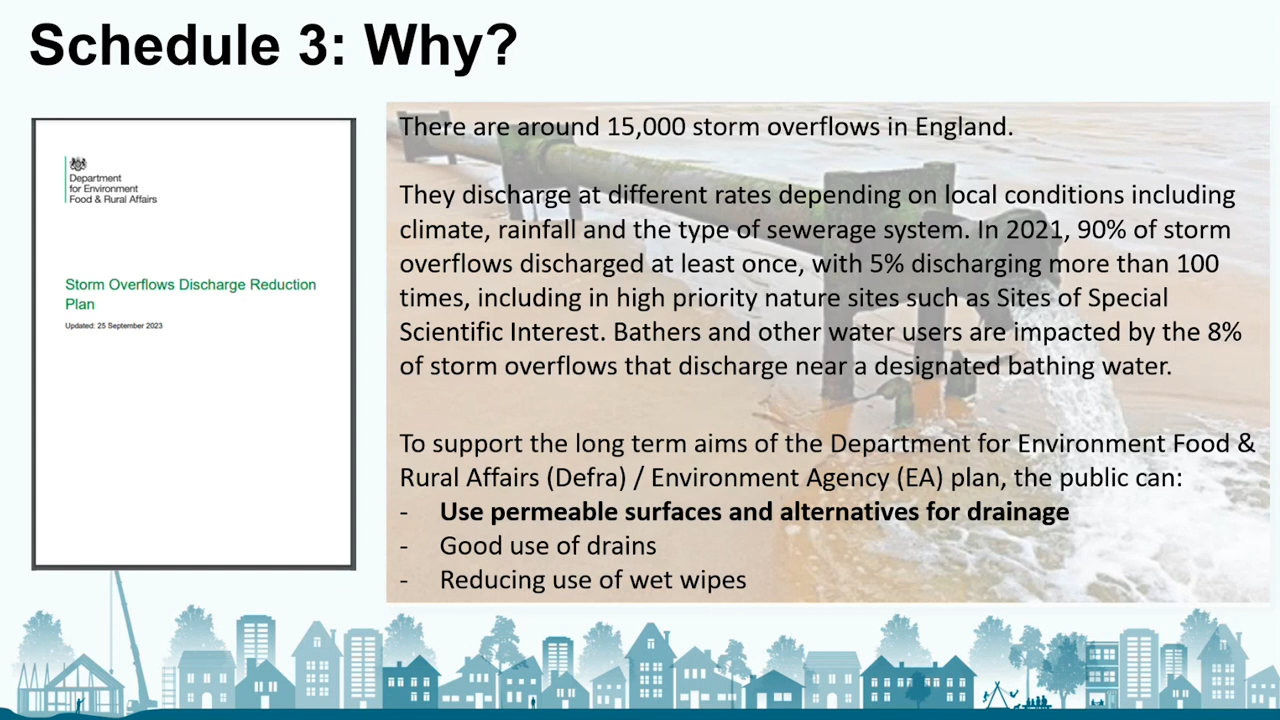 Schedule 3: Why?
Department
for Environment
Food & Rural Affairs
Storm Overflows Discharge Reduction
Plan
Updated: 25 September 2023
There are around 15,000 storm overflows in England.
They discharge at different rates depending on local conditions including
climate, rainfall and the type of sewerage system. In 2021, 90% of storm
overflows discharged at least once, with 5% discharging more than 100
times, including in high priority nature sites such as Sites of Special
Scientific Interest. Bathers and other water users are impacted by the 8%
of storm overflows that discharge near a designated bathing water.
To support the long term aims of the Department for Environment Food &
Rural Affairs (Defra) / Environment Agency (EA) plan, the public can:
- Use permeable surfaces and alternatives for drainage
- Good use of drains
- Reducing use of wet wipes